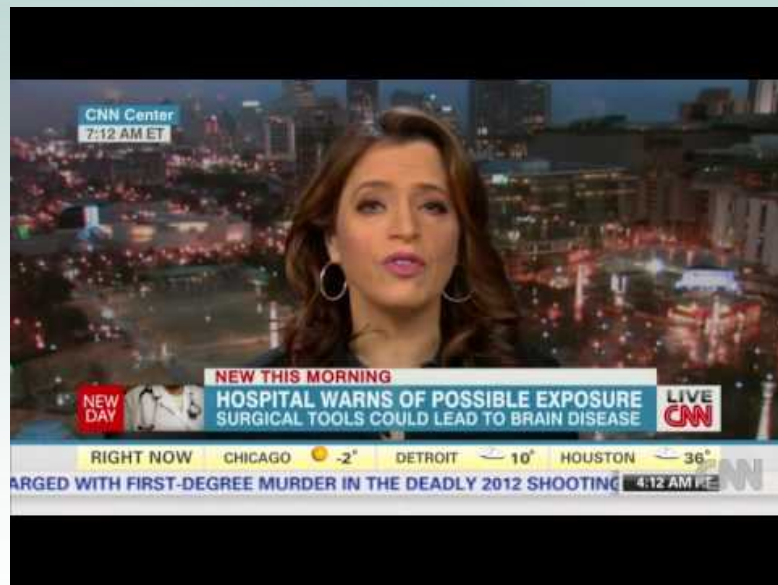 CNN Center
7:12 AM ET
NEW THIS MORNING
NEW DAY
HOSPITAL WARNS OF POSSIBLE EXPOSURE
SURGICAL TOOLS COULD LEAD TO BRAIN DISEASE
LIVE
CNN
RIGHT NOW CHICAGO -2° DETROIT 10° HOUSTON 36°
ARGED WITH FIRST-DEGREE MURDER IN THE DEADLY 2012 SHOOTING
4:12 AM
CNN